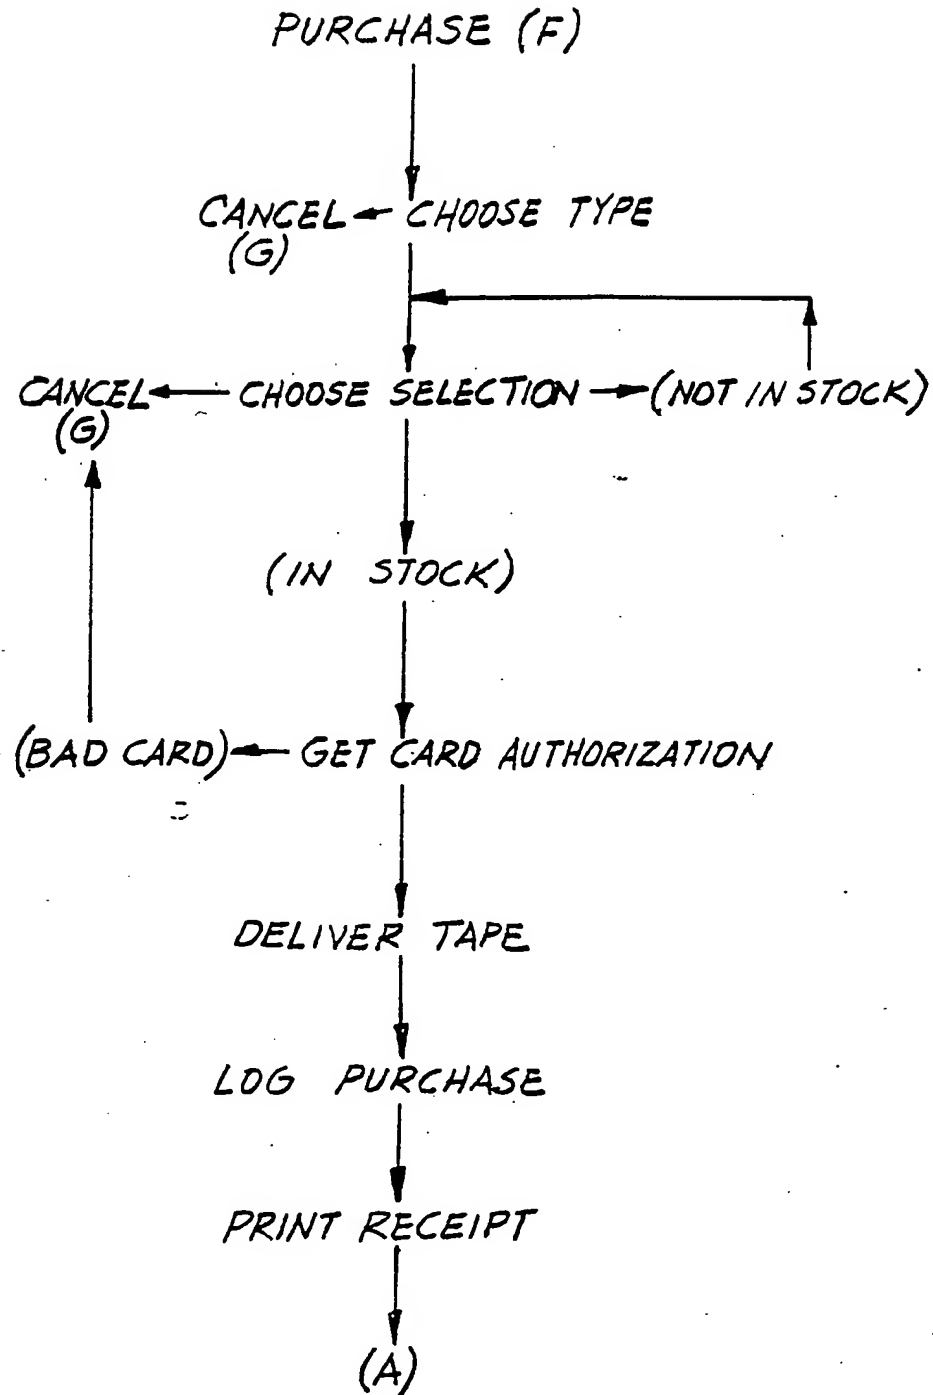 PURCHASE (F)
CANCEL CHOOSE TYPE
(G)
CANCEL CHOOSE SELECTION (NOT IN STOCK)
(G)
(IN STOCK)
(BAD CARD) GET CARD AUTHORIZATION
DELIVER TAPE
LOG PURCHASE
PRINT RECEIPT
(A)